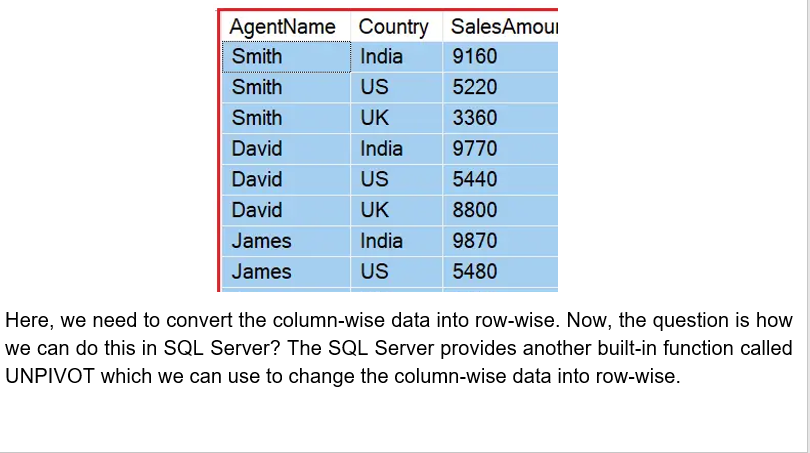 AgentName Country SalesAmou
Smith India 9160
Smith US 5220
Smith UK 3360
David India 9770
David US 5440
David UK 8800
James India 9870
James US 5480
Here, we need to convert the column-wise data into row-wise. Now, the question is how
we can do this in SQL Server? The SQL Server provides another built-in function called
UNPIVOT which we can use to change the column-wise data into row-wise.